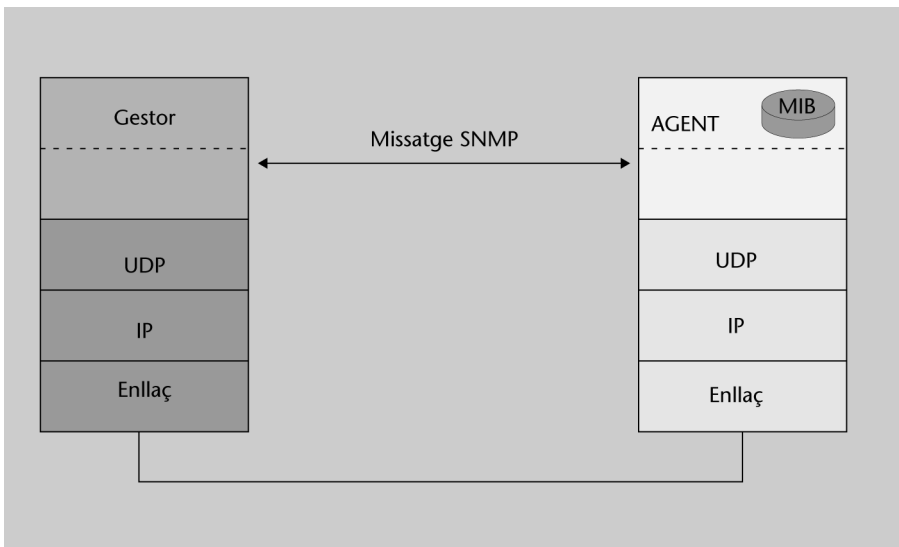 Gestor
UDP
IP
Enllaç
Missatge SNMP
AGENT
MIB
UDP
IP
Enllaç